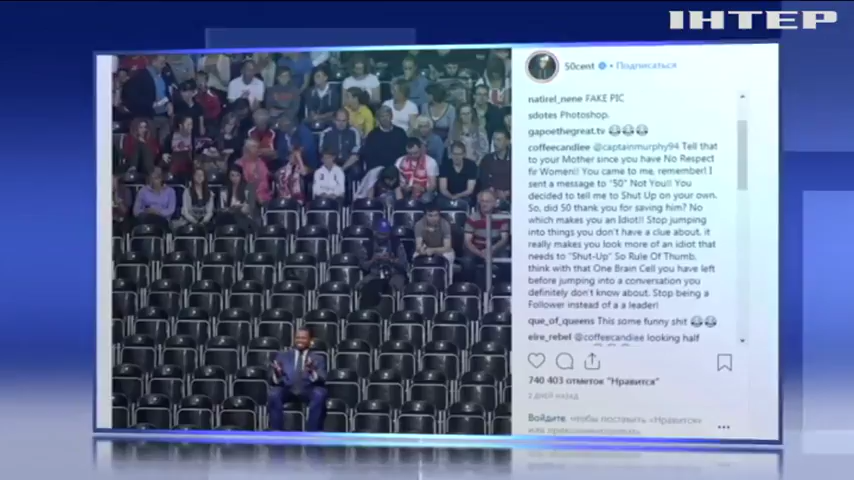 ІНТЕР
50cent • Подписаться
natirel_nene FAKE PIC
sdotes Photoshop.
gapoethegreat.tv 😂😂😂
coffeecandiee @captainmurphy94 Tell that
to your Mother since you have No Respect
fir Women!! You came to me, remember! I
sent a message to "50" Not You!! You
decided to tell me to Shut Up on your own.
So, did 50 thank you for saving him? No
which makes you an Idiot!! Stop jumping
into things you don't have a clue about, it
really makes you look more of an idiot that
needs to "Shut-Up" So Rule Of Thumb,
think with that One Brain Cell you have left
before jumping into a conversation you
definitely don't know about. Stop being a
Follower instead of a a leader!
que_of_queens This some funny shit 😂😂
eire_rebel @coffeecandiee looking half
740 403 отметок "Нравится"
2 дней назад
Войдите, чтобы поставить «Нравится»
или прокомментировать.